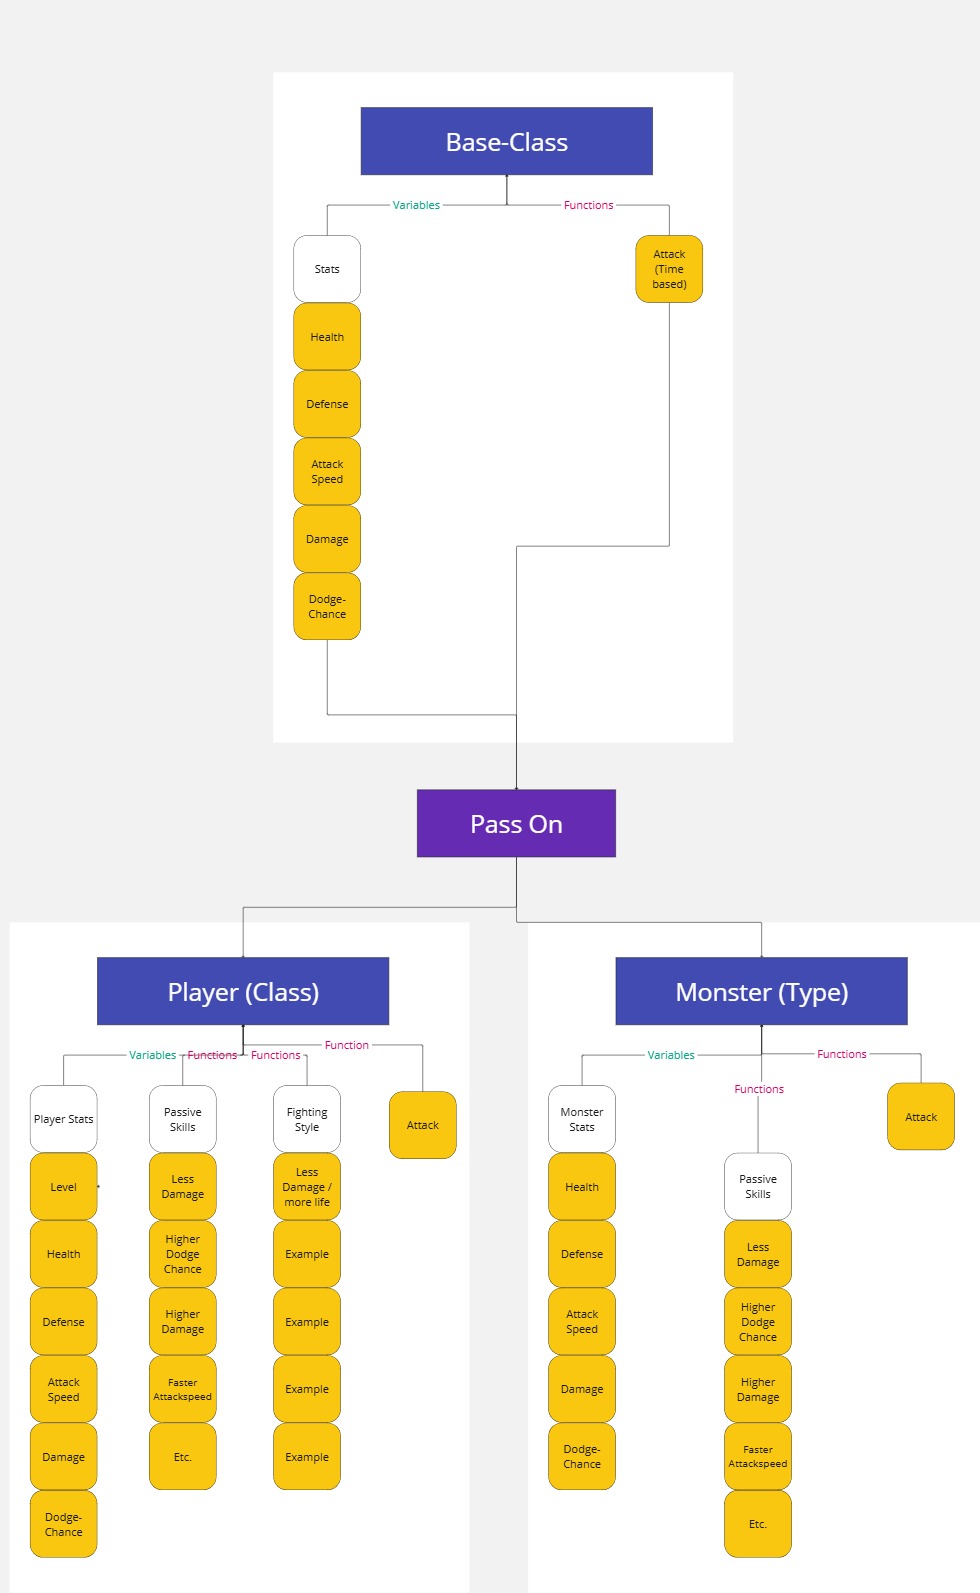 Base-Class
Variables
Functions
Stats
Attack
(Time
based)
Health
Defense
Attack
Speed
Damage
Dodge-
Chance
Pass On
Player (Class)
Variables
Functions
Functions
Function
Player Stats
Level
Health
Defense
Attack
Speed
Damage
Dodge-
Chance
Passive
Skills
Less
Damage
Higher
Dodge
Chance
Higher
Damage
Faster
Attackspeed
Etc.
Fighting
Style
Less
Damage /
more life
Example
Example
Example
Example
Attack
Monster (Type)
Variables
Functions
Functions
Monster
Stats
Health
Defense
Attack
Speed
Damage
Dodge-
Chance
Passive
Skills
Less
Damage
Higher
Dodge
Chance
Higher
Damage
Faster
Attackspeed
Etc.
Attack